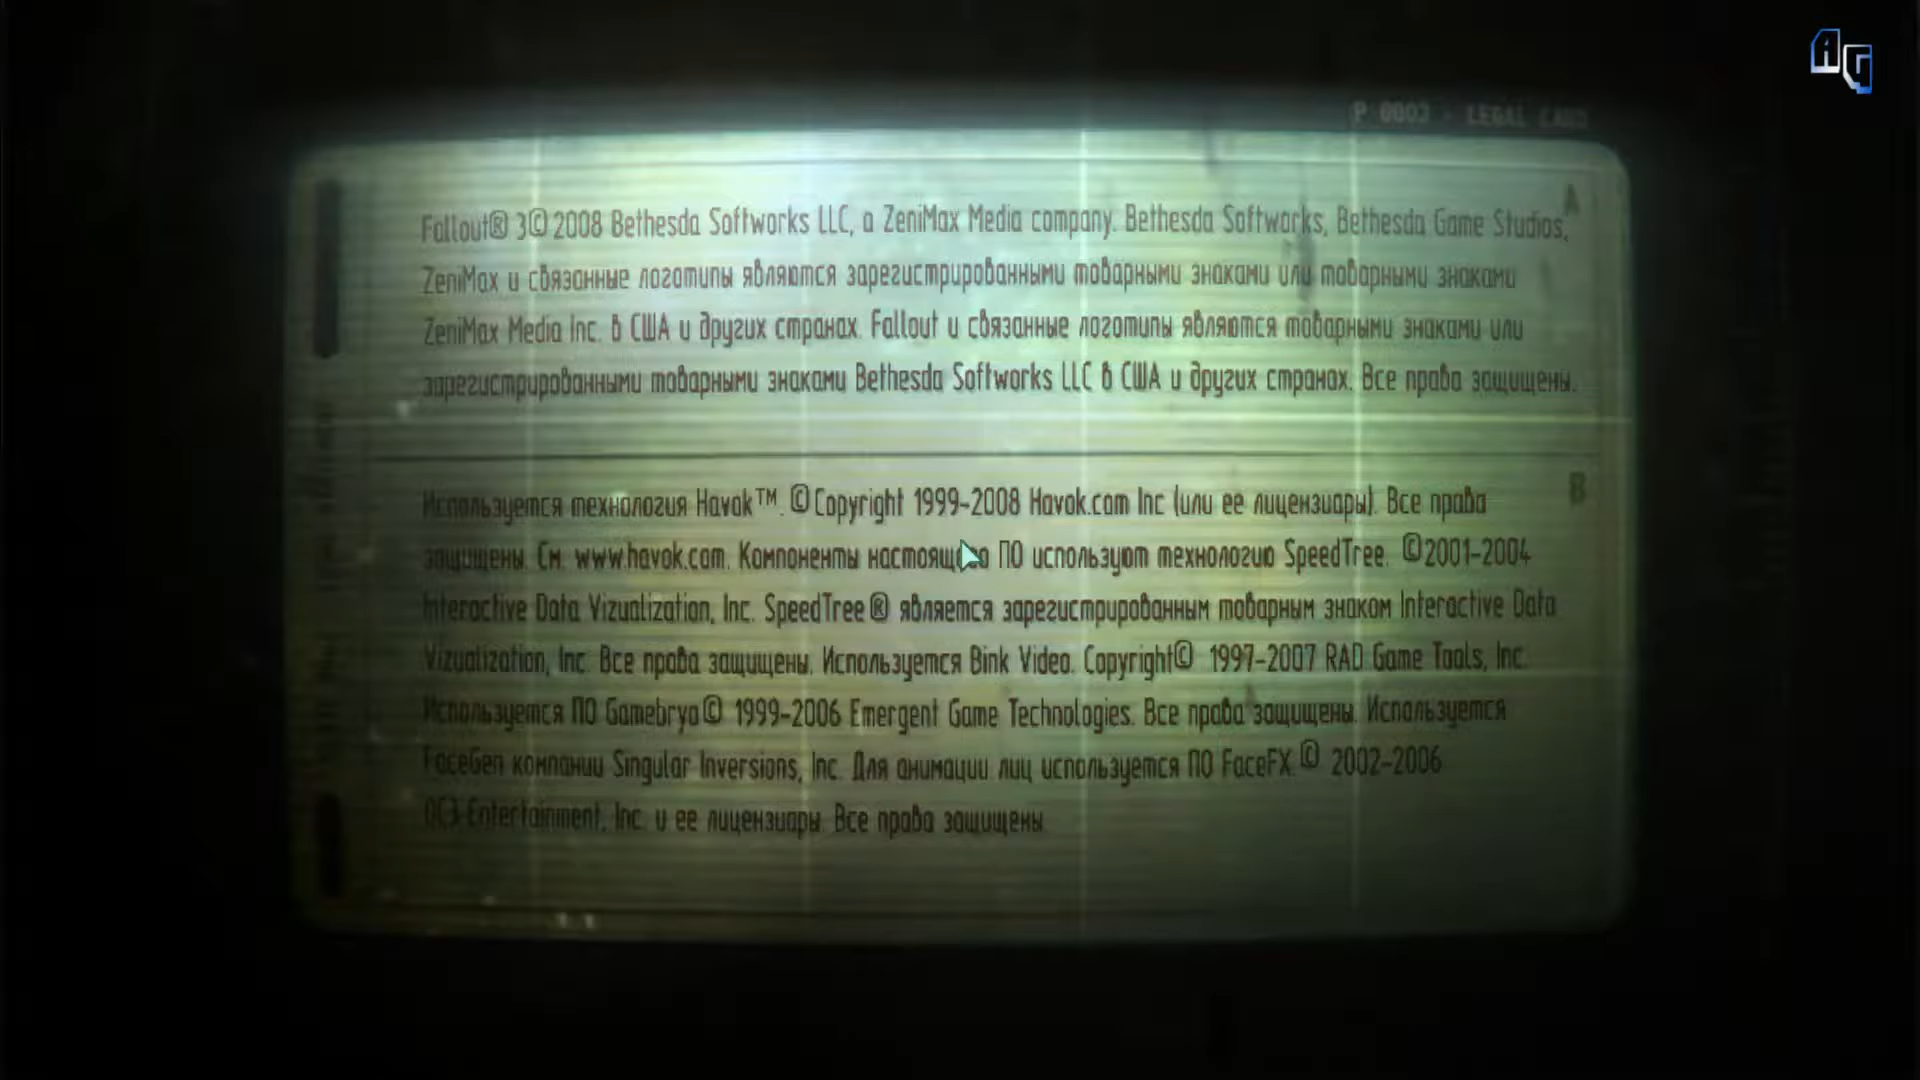 AG
P 0003 - LEGAL CARD
A
Fallout® 3© 2008 Bethesda Softworks LLC, a ZeniMax Media company. Bethesda Softworks, Bethesda Game Studios,
ZeniMax и связанные логотипы являются зарегистрированными товарными знаками или товарными знаками
ZeniMax Media Inc. в США и других странах. Fallout и связанные логотипы являются товарными знаками или
зарегистрированными товарными знаками Bethesda Softworks LLC в США и других странах. Все права защищены.
B
Используется технология Havok™. © Copyright 1999-2008 Havok.com Inc (или ее лицензиары). Все права
защищены. См. www.havok.com. Компоненты настоящего ПО используют технологию SpeedTree. ©2001-2004
Interactive Data Vizualization, Inc. SpeedTree® является зарегистрированным товарным знаком Interactive Data
Vizualization, Inc. Все права защищены. Используется Bink Video. Copyright© 1997-2007 RAD Game Tools, Inc.
Используется ПО Gamebryo© 1999-2006 Emergent Game Technologies. Все права защищены. Используется
FaceGen компании Singular Inversions, Inc. Для анимации лиц используется ПО FaceFX.© 2002-2006
OC3 Entertainment, Inc. и ее лицензиары. Все права защищены.